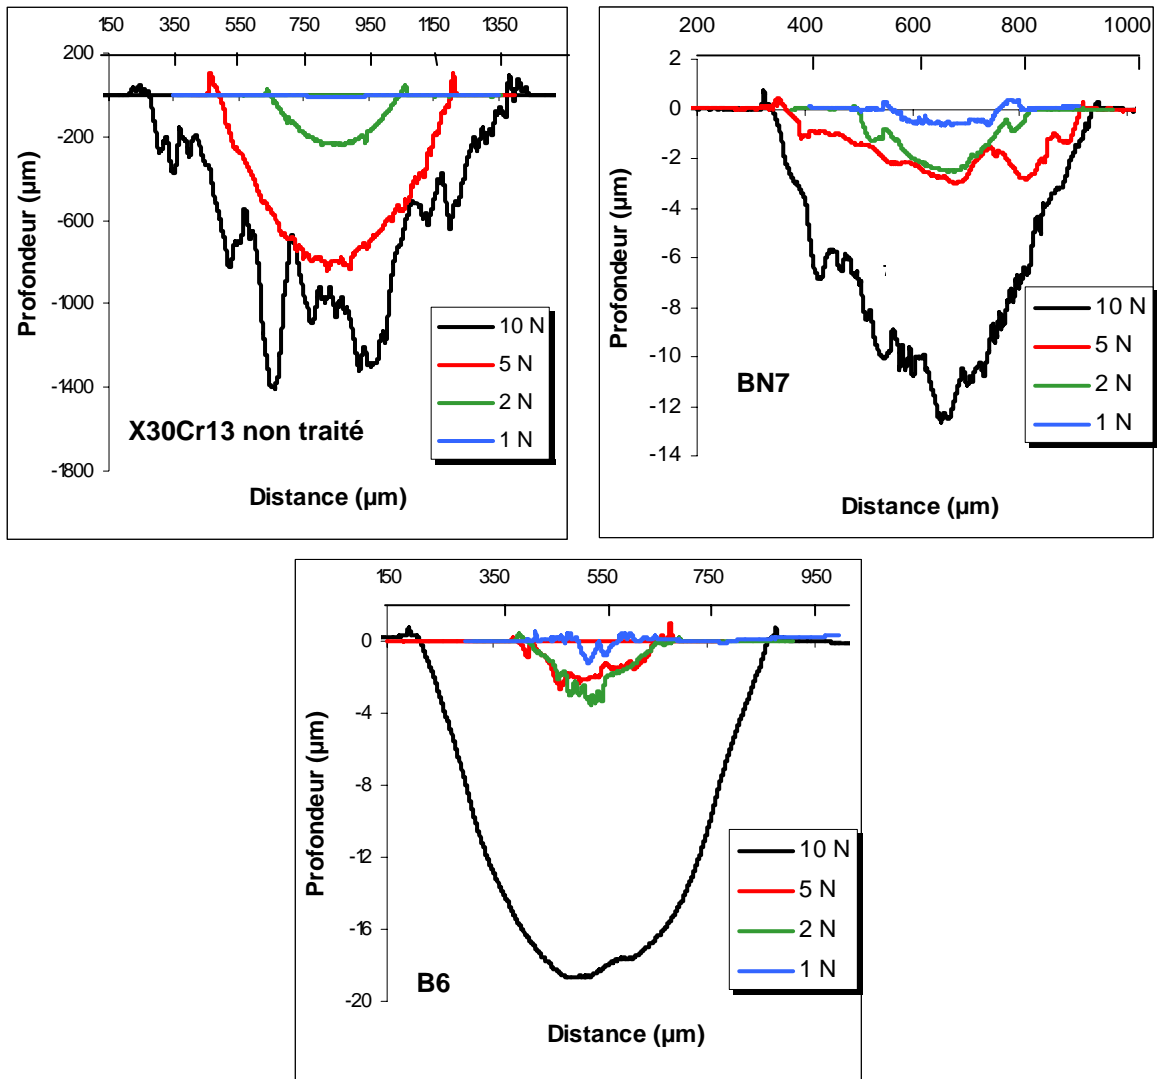 150 350 550 750 950 1150 1350
200
-200
-600
-1000
-1400
-1800
Profondeur (µm)
10 N
5 N
2 N
1 N
X30Cr13 non traité
Distance (µm)
200 400 600 800 1000
2
0
-2
-4
-6
-8
-10
-12
-14
Profondeur (µm)
10 N
5 N
2 N
1 N
BN7
Distance (µm)
150 350 550 750 950
0
-4
-8
-12
-16
-20
Profondeur (µm)
10 N
5 N
2 N
1 N
B6
Distance (µm)